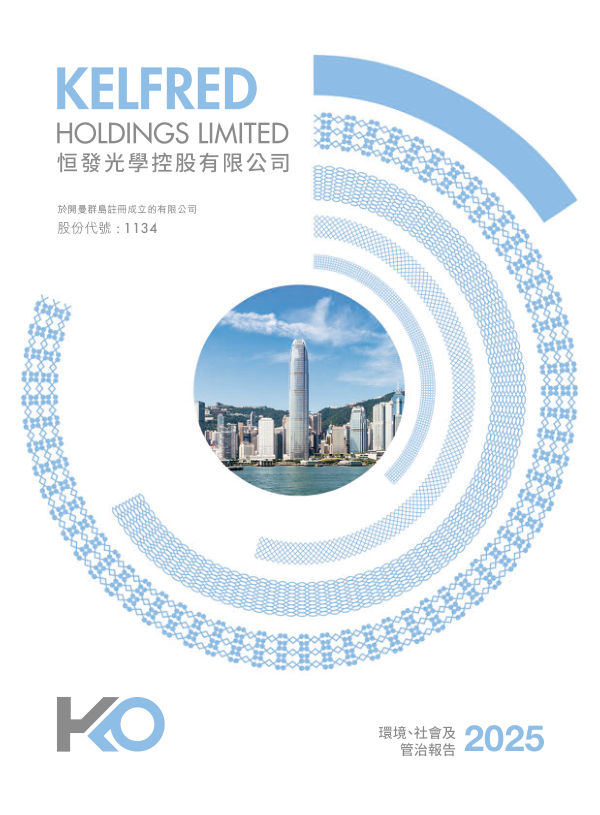 KELFRED
HOLDINGS LIMITED
恒發光學控股有限公司
於開曼群島註冊成立的有限公司
股份代號 : 1134
KO
環境、社會及
管治報告 2025